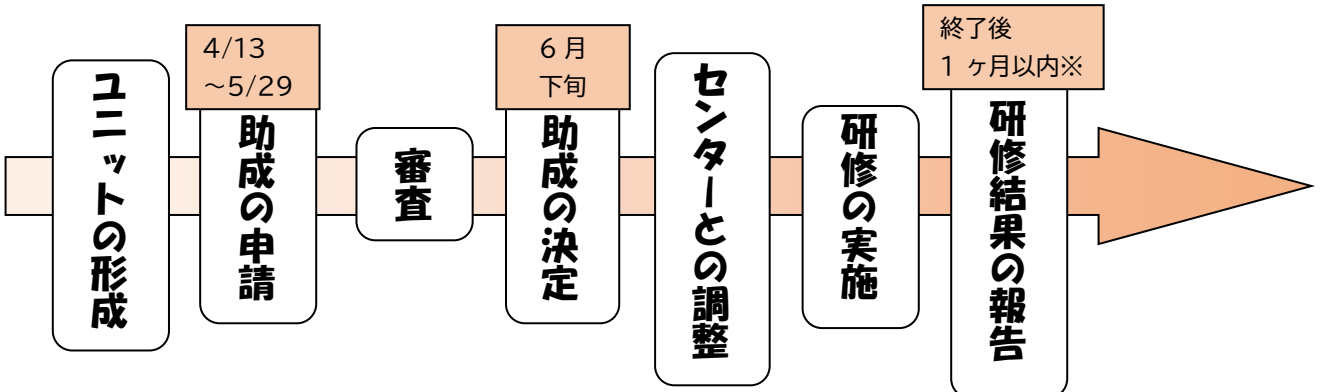 ユニットの形成
4/13
～5/29
助成の申請
審査
6月
下旬
助成の決定
センターとの調整
研修の実施
終了後
1 ヶ月以内※
研修結果の報告